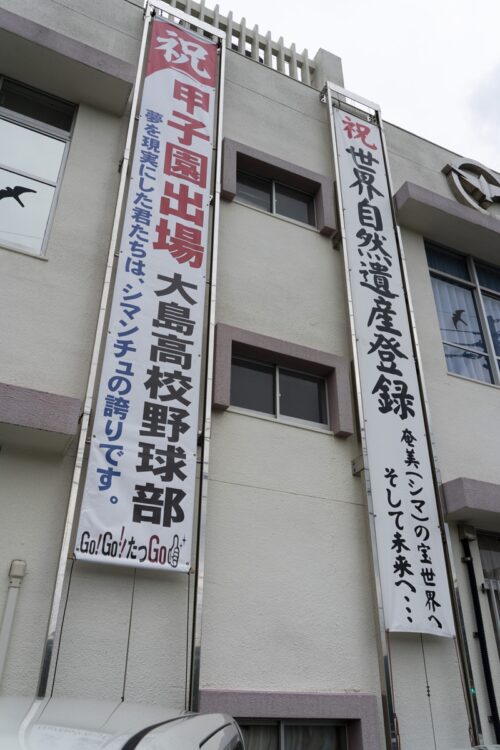 祝 世界自然遺産登録
奄美（シマ）の宝世界へ
そして未来へ・・・
祝 甲子園出場 大島高校野球部
夢を現実にした君たちは、シマンチュの誇りです。
Go!Go!!たつGo